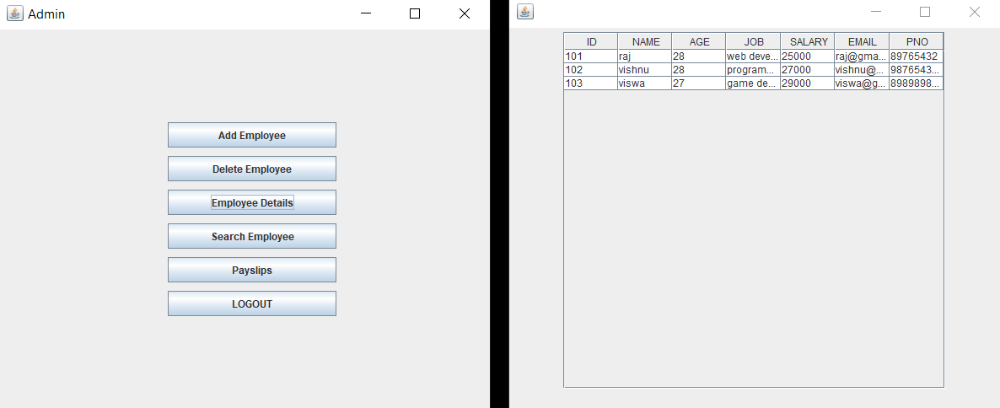 Admin
Add Employee
Delete Employee
Employee Details
Search Employee
Payslips
LOGOUT
ID NAME AGE JOB SALARY EMAIL PNO
101 raj 28 web deve... 25000 raj@gma... 89765432
102 vishnu 28 program... 27000 vishnu@... 9876543...
103 viswa 27 game de... 29000 viswa@g... 8989898...